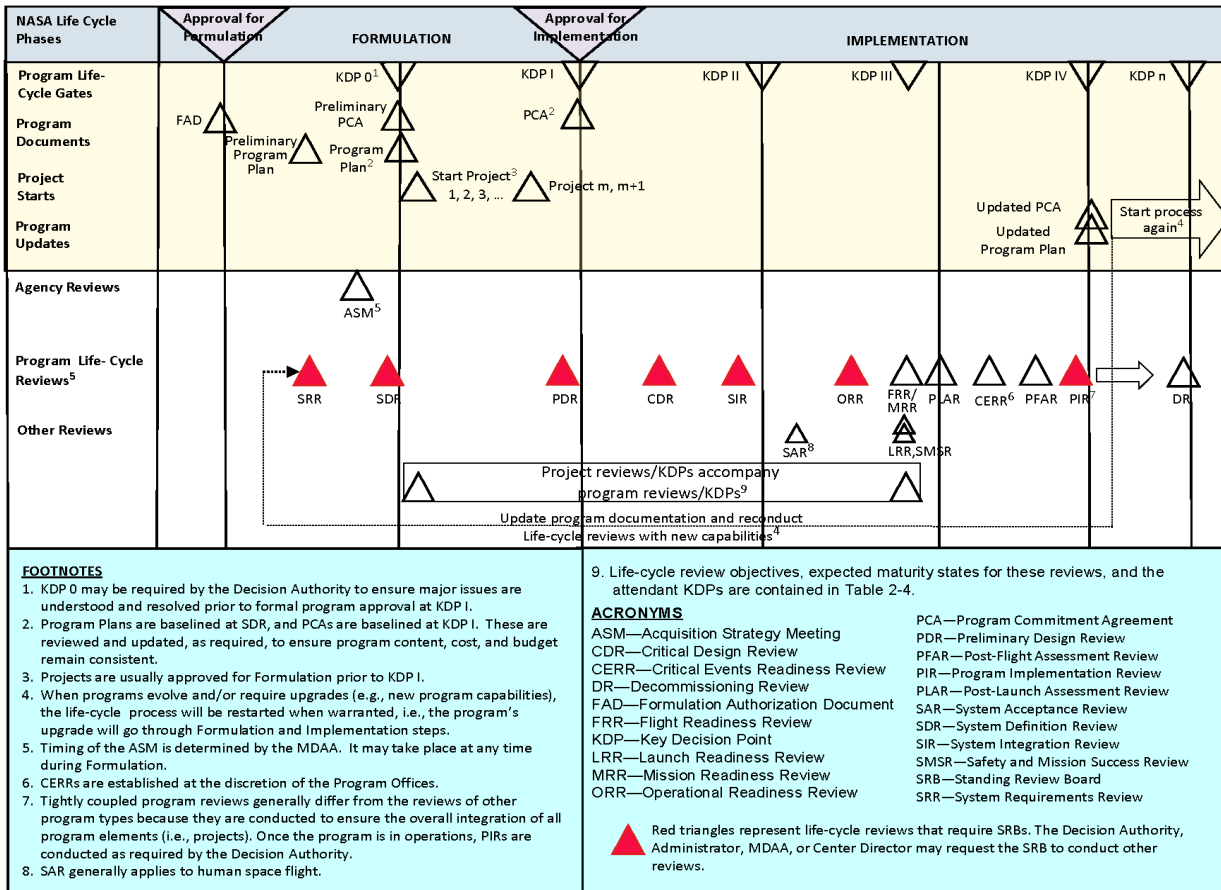 NASA Life Cycle
Phases
Approval for
Formulation
FORMULATION
Approval for
Implementation
IMPLEMENTATION
Program Life-
Cycle Gates
KDP 0¹
KDP I
KDP II
KDP III
KDP IV
KDP n
Program
Documents
FAD
Preliminary
Program
Plan
Preliminary
PCA
Program
Plan²
PCA²
Project
Starts
Start Project³
1, 2, 3, ...
Project m, m+1
Program
Updates
Updated PCA
Updated
Program Plan
Start process
again⁴
Agency Reviews
ASM⁵
Program Life- Cycle
Reviews⁵
SRR
SDR
PDR
CDR
SIR
ORR
FRR/
MRR
PLAR
CERR⁶
PFAR
PIR⁷
DR
Other Reviews
SAR⁸
LRR,SMSR
Project reviews/KDPs accompany
program reviews/KDPs⁹
Update program documentation and reconduct
Life-cycle reviews with new capabilities⁴
FOOTNOTES
1. KDP 0 may be required by the Decision Authority to ensure major issues are
understood and resolved prior to formal program approval at KDP I.
2. Program Plans are baselined at SDR, and PCAs are baselined at KDP I. These are
reviewed and updated, as required, to ensure program content, cost, and budget
remain consistent.
3. Projects are usually approved for Formulation prior to KDP I.
4. When programs evolve and/or require upgrades (e.g., new program capabilities),
the life-cycle process will be restarted when warranted, i.e., the program's
upgrade will go through Formulation and Implementation steps.
5. Timing of the ASM is determined by the MDAA. It may take place at any time
during Formulation.
6. CERRs are established at the discretion of the Program Offices.
7. Tightly coupled program reviews generally differ from the reviews of other
program types because they are conducted to ensure the overall integration of all
program elements (i.e., projects). Once the program is in operations, PIRs are
conducted as required by the Decision Authority.
8. SAR generally applies to human space flight.
9. Life-cycle review objectives, expected maturity states for these reviews, and the
attendant KDPs are contained in Table 2-4.
ACRONYMS
ASM—Acquisition Strategy Meeting
CDR—Critical Design Review
CERR—Critical Events Readiness Review
DR—Decommissioning Review
FAD—Formulation Authorization Document
FRR—Flight Readiness Review
KDP—Key Decision Point
LRR—Launch Readiness Review
MRR—Mission Readiness Review
ORR—Operational Readiness Review
PCA—Program Commitment Agreement
PDR—Preliminary Design Review
PFAR—Post-Flight Assessment Review
PIR—Program Implementation Review
PLAR—Post-Launch Assessment Review
SAR—System Acceptance Review
SDR—System Definition Review
SIR—System Integration Review
SMSR—Safety and Mission Success Review
SRB—Standing Review Board
SRR—System Requirements Review
Red triangles represent life-cycle reviews that require SRBs. The Decision Authority,
Administrator, MDAA, or Center Director may request the SRB to conduct other
reviews.